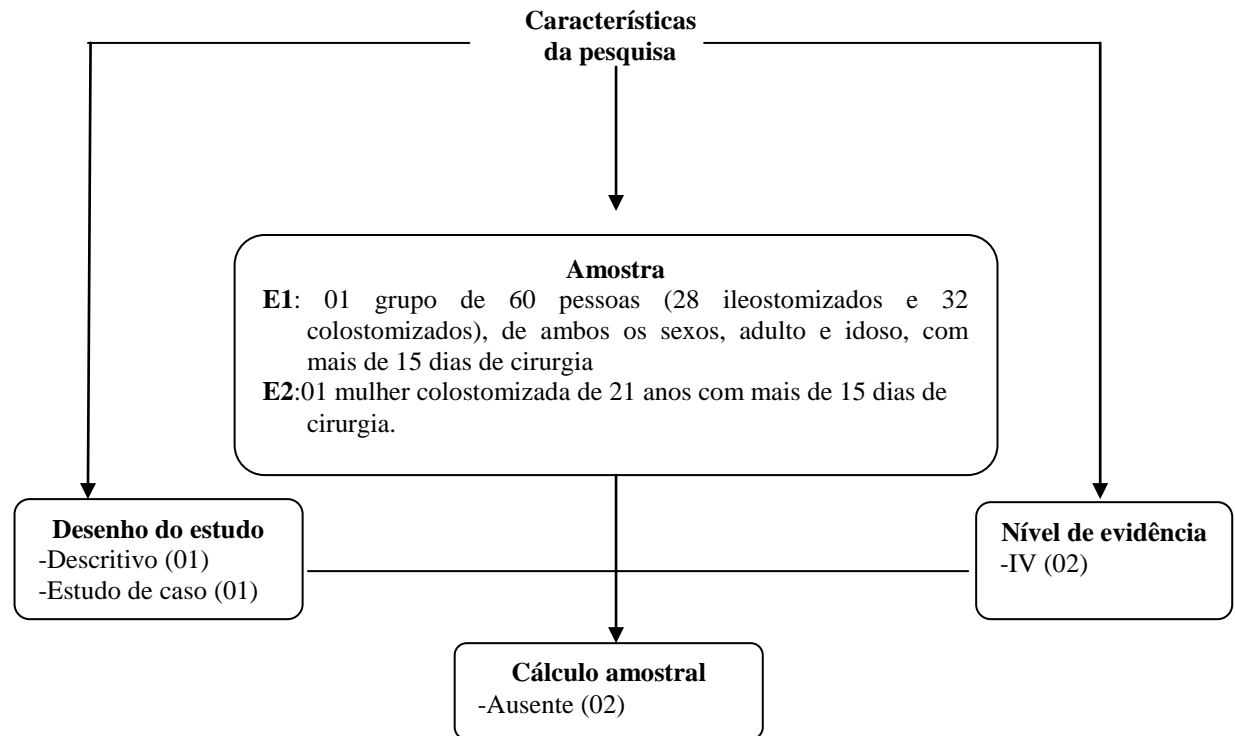 Características
da pesquisa
Amostra
E1: 01 grupo de 60 pessoas (28 ileostomizados e 32
colostomizados), de ambos os sexos, adulto e idoso, com
mais de 15 dias de cirurgia
E2:01 mulher colostomizada de 21 anos com mais de 15 dias de
cirurgia.
Desenho do estudo
-Descritivo (01)
-Estudo de caso (01)
Nível de evidência
-IV (02)
Cálculo amostral
-Ausente (02)